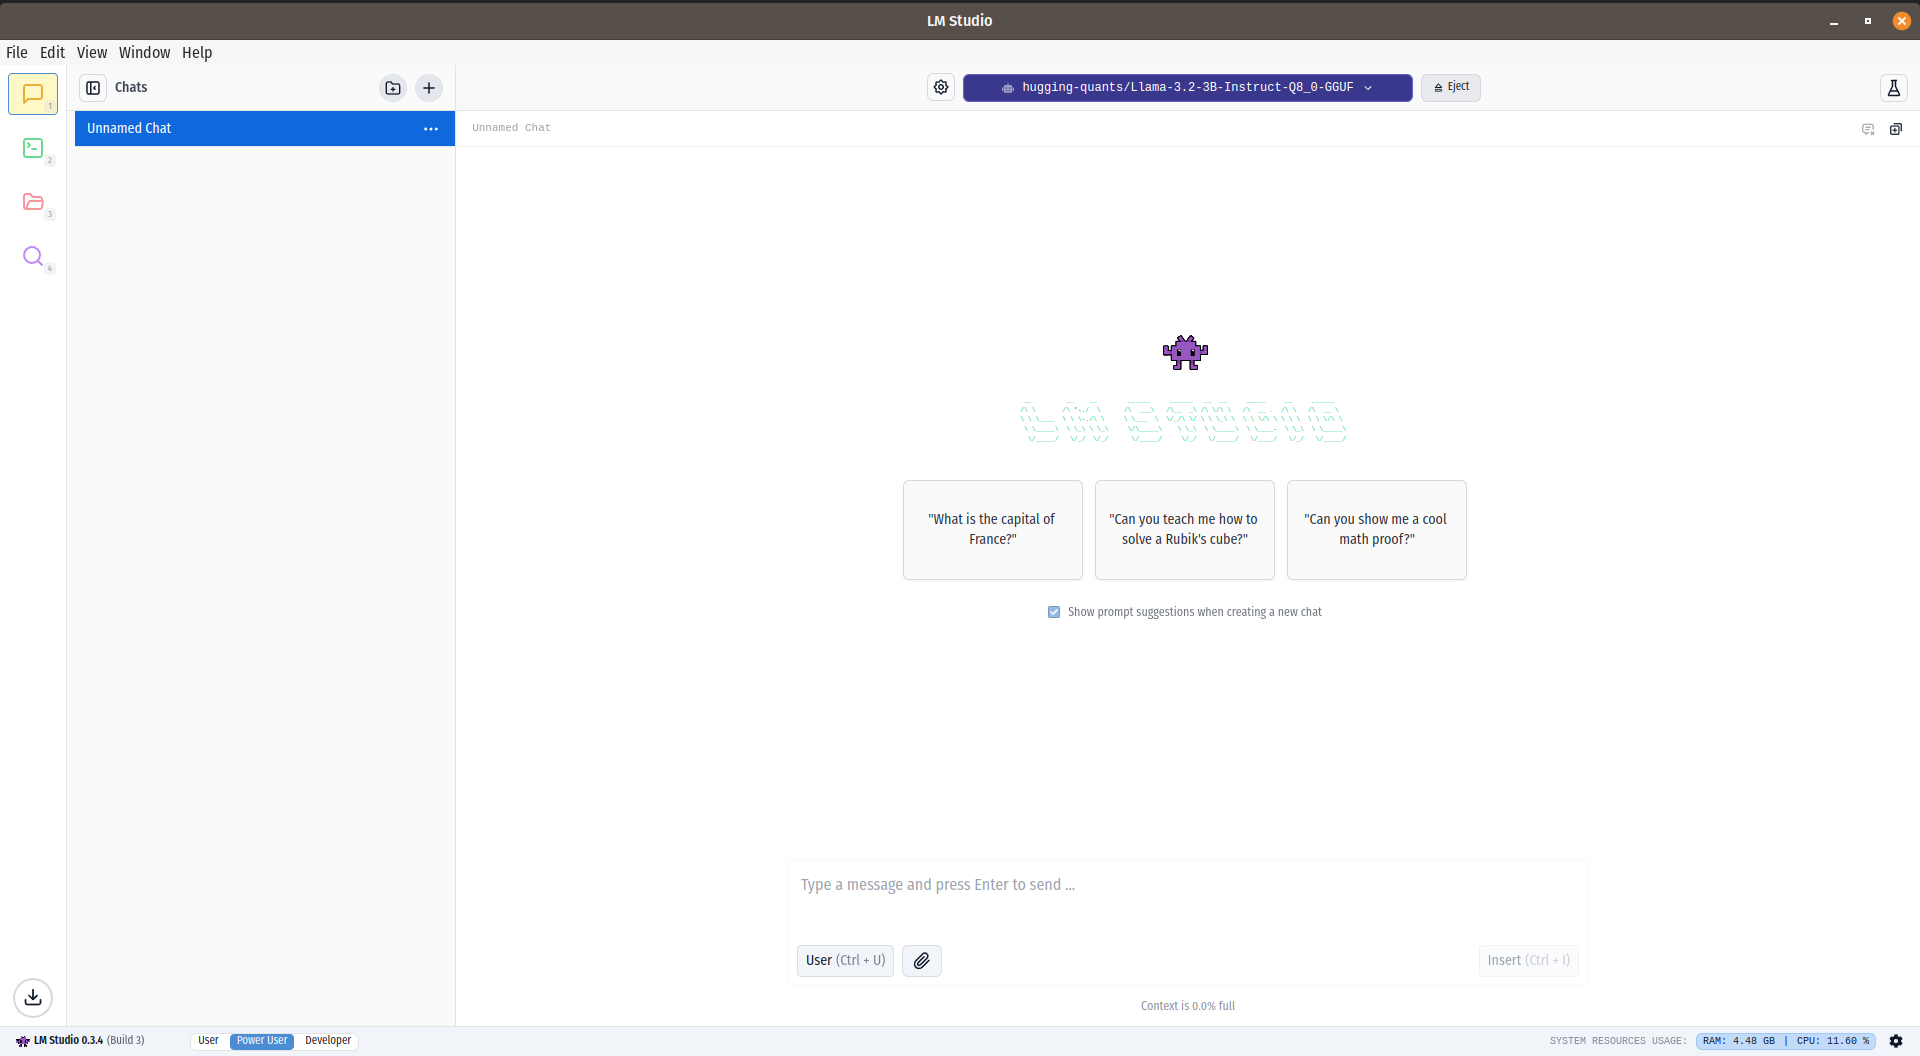 LM Studio
File Edit View Window Help
Chats
hugging-quants/Llama-3.2-3B-Instruct-Q8_0-GGUF
Eject
1
Unnamed Chat
Unnamed Chat
2
3
4
LM STUDIO
"What is the capital of
France?"
"Can you teach me how to
solve a Rubik's cube?"
"Can you show me a cool
math proof?"
Show prompt suggestions when creating a new chat
Type a message and press Enter to send ...
User (Ctrl + U)
Insert (Ctrl + I)
Context is 0.0% full
LM Studio 0.3.4 (Build 3)
User Power User Developer
SYSTEM RESOURCES USAGE: RAM: 4.48 GB | CPU: 11.60 %